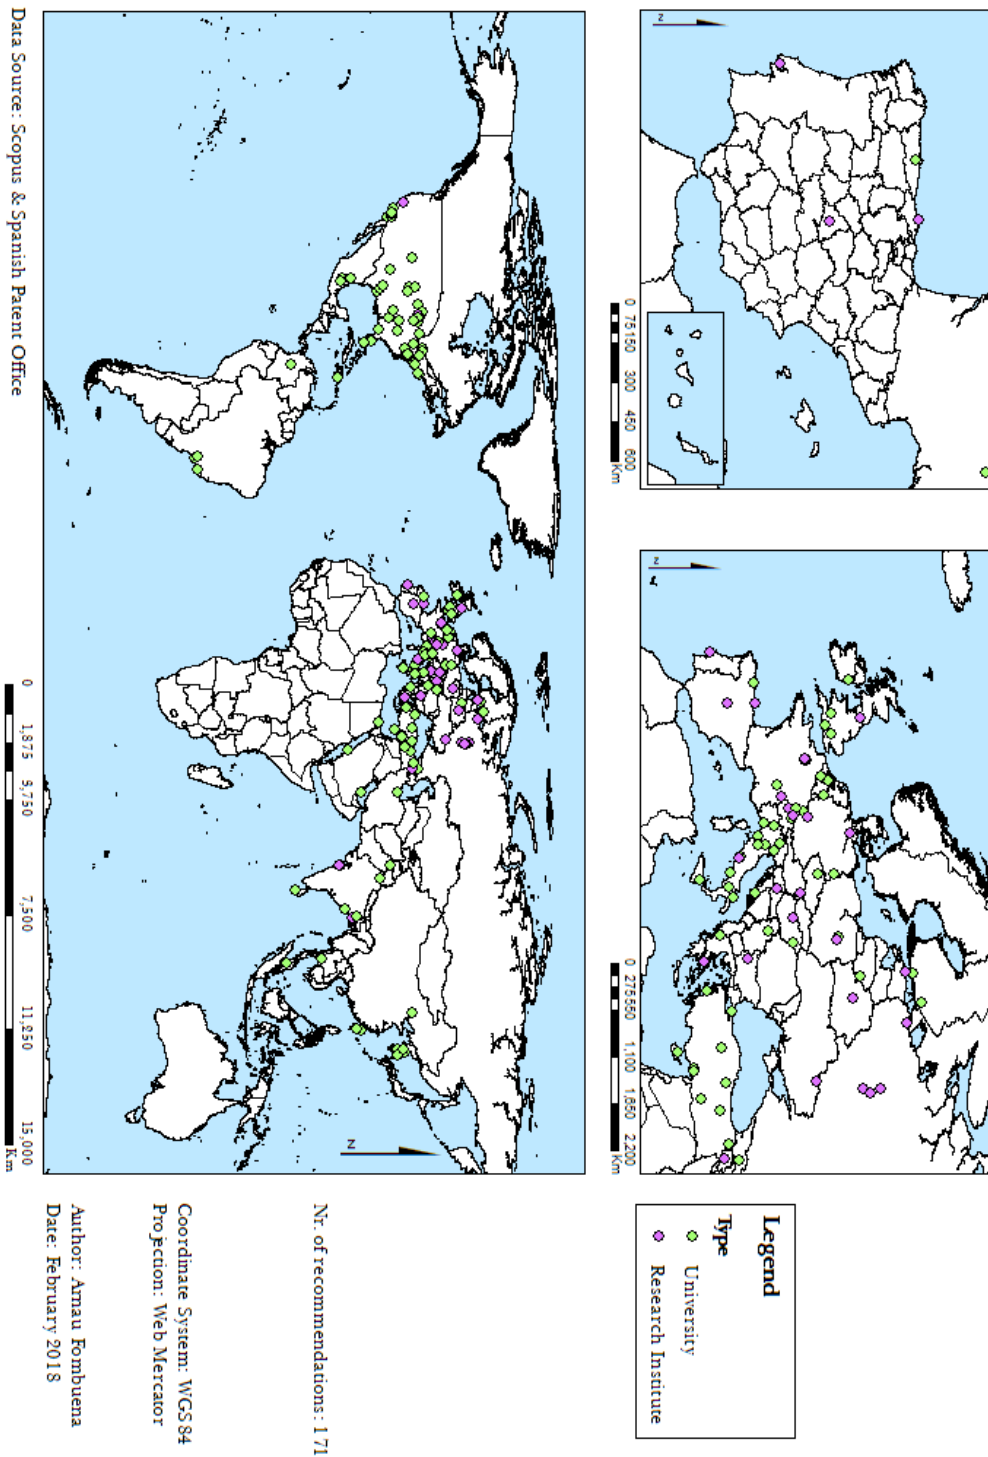 N
0 75 150 300 450 600
Km
N
0 275 550 1,100 1,650 2,200
Km
Legend
Type
University
Research Institute
N
0 1,875 3,750 7,500 11,250 15,000
Km
Nr. of recommendations: 171
Coordinate System: WGS84
Projection: Web Mercator
Author: Arnau Fombuena
Date: February 2018
Data Source: Scopus & Spanish Patent Office